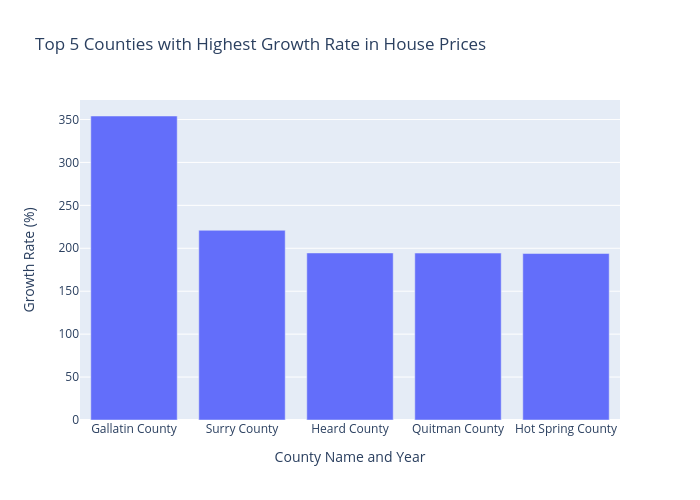 Top 5 Counties with Highest Growth Rate in House Prices
Growth Rate (%)
350
300
250
200
150
100
50
0
Gallatin County
Surry County
Heard County
Quitman County
Hot Spring County
County Name and Year